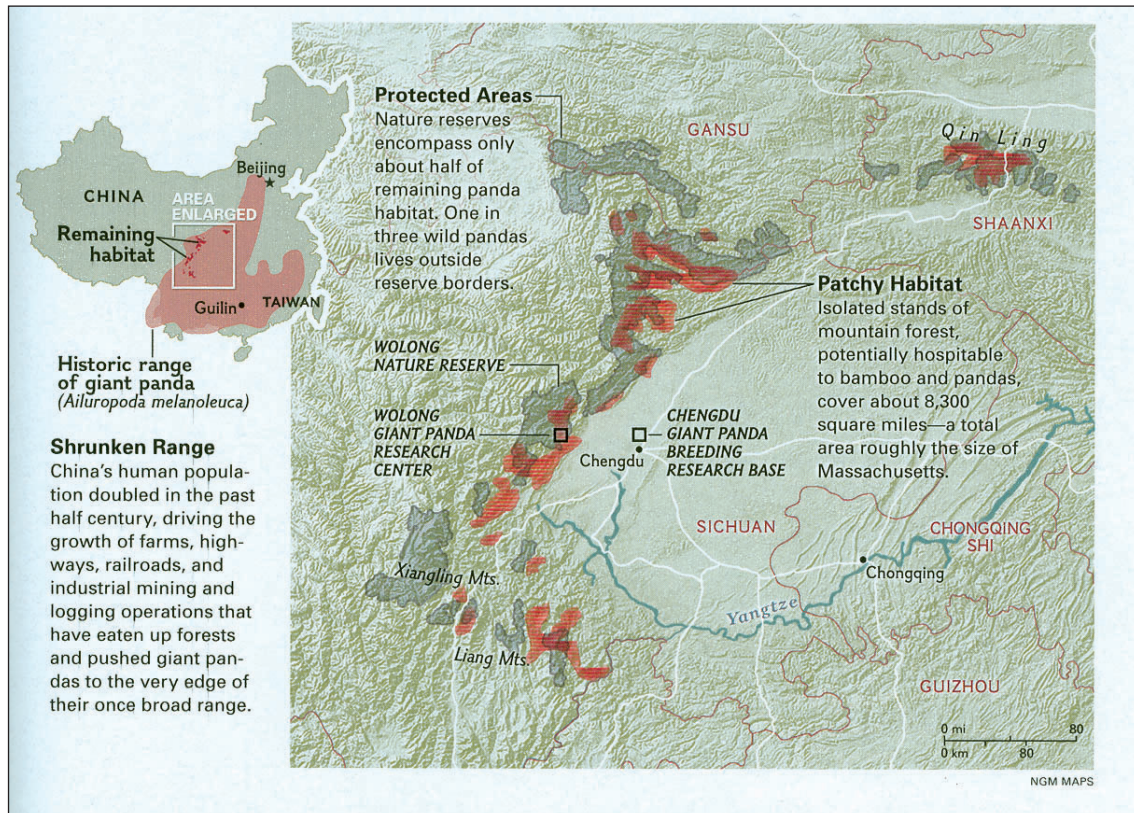 Protected Areas
Nature reserves
encompass only
about half of
remaining panda
habitat. One in
three wild pandas
lives outside
reserve borders.
GANSU
Qin Ling
SHAANXI
Beijing
CHINA
AREA
ENLARGED
Remaining
habitat
Guilin
TAIWAN
Historic range
of giant panda
(Ailuropoda melanoleuca)
Patchy Habitat
Isolated stands of
mountain forest,
potentially hospitable
to bamboo and pandas,
cover about 8,300
square miles—a total
area roughly the size of
Massachusetts.
WOLONG
NATURE RESERVE
WOLONG
GIANT PANDA
RESEARCH
CENTER
CHENGDU
GIANT PANDA
BREEDING
RESEARCH BASE
Chengdu
Shrunken Range
China's human popula-
tion doubled in the past
half century, driving the
growth of farms, high-
ways, railroads, and
industrial mining and
logging operations that
have eaten up forests
and pushed giant pan-
das to the very edge of
their once broad range.
SICHUAN
CHONGQING
SHI
Chongqing
Xiangling Mts.
Yangtze
Liang Mts.
GUIZHOU
0 mi 80
0 km 80
NGM MAPS